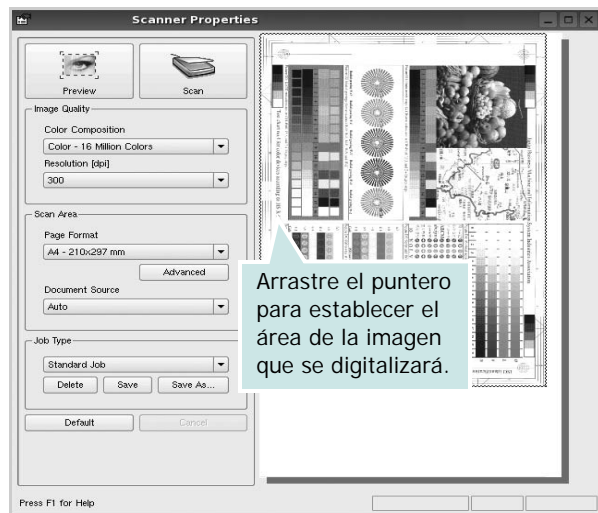 Scanner Properties
Preview
Scan
Image Quality
Color Composition
Color - 16 Million Colors
Resolution [dpi]
300
Scan Area
Page Format
A4 - 210x297 mm
Advanced
Document Source
Auto
Job Type
Standard Job
Delete
Save
Save As...
Default
Cancel
Arrastre el puntero
para establecer el
área de la imagen
que se digitalizará.
Press F1 for Help